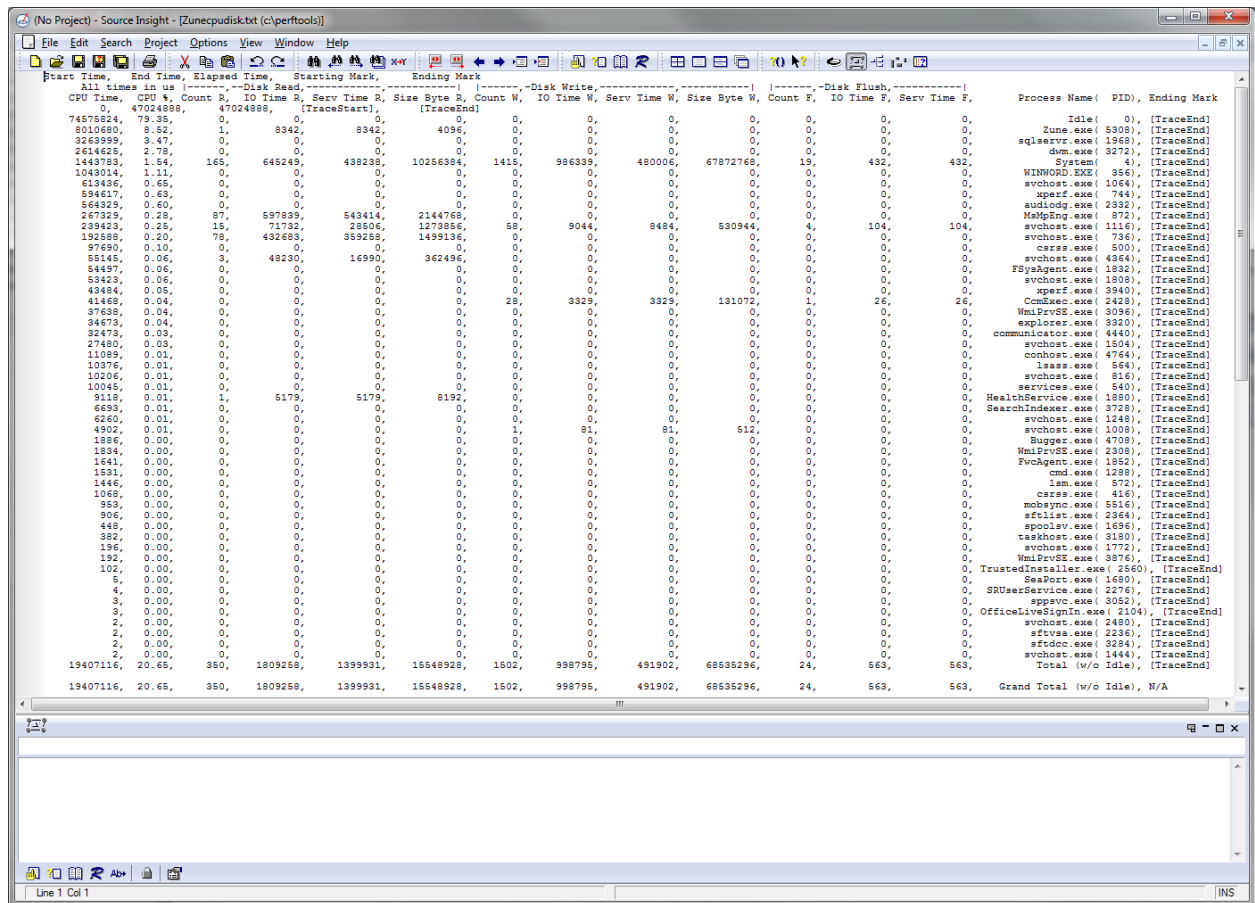 (No Project) - Source Insight - [Zunecpudisk.txt (c:\perftools)]
File Edit Search Project Options View Window Help
Start Time, End Time, Elapsed Time, Starting Mark, Ending Mark
All times in us |------,--Disk Read,------------,------------| |------,-Disk Write,------------,-----------| |------,-Disk Flush,-----------|
CPU Time, CPU %, Count R, IO Time R, Serv Time R, Size Byte R, Count W, IO Time W, Serv Time W, Size Byte W, Count F, IO Time F, Serv Time F, Process Name( PID), Ending Mark
0, 47024888, 47024888, [TraceStart], [TraceEnd]
74575824, 79.35, 0, 0, 0, 0, 0, 0, 0, 0, 0, 0, 0, Idle( 0), [TraceEnd]
8010680, 8.52, 1, 8342, 8342, 4096, 0, 0, 0, 0, 0, 0, 0, Zune.exe( 5308), [TraceEnd]
3263999, 3.47, 0, 0, 0, 0, 0, 0, 0, 0, 0, 0, 0, sqlservr.exe( 1968), [TraceEnd]
2614625, 2.78, 0, 0, 0, 0, 0, 0, 0, 0, 0, 0, 0, dwm.exe( 3272), [TraceEnd]
1443783, 1.54, 165, 645249, 438238, 10256384, 1415, 986339, 480006, 67872768, 19, 432, 432, System( 4), [TraceEnd]
1043014, 1.11, 0, 0, 0, 0, 0, 0, 0, 0, 0, 0, 0, WINWORD.EXE( 356), [TraceEnd]
613436, 0.65, 0, 0, 0, 0, 0, 0, 0, 0, 0, 0, 0, svchost.exe( 1064), [TraceEnd]
594617, 0.63, 0, 0, 0, 0, 0, 0, 0, 0, 0, 0, 0, xperf.exe( 744), [TraceEnd]
564329, 0.60, 0, 0, 0, 0, 0, 0, 0, 0, 0, 0, 0, audiodg.exe( 2332), [TraceEnd]
267329, 0.28, 87, 597839, 543414, 2144768, 0, 0, 0, 0, 0, 0, 0, MsMpEng.exe( 872), [TraceEnd]
239423, 0.25, 15, 71732, 28506, 1273856, 58, 9044, 8484, 530944, 4, 104, 104, svchost.exe( 1116), [TraceEnd]
192588, 0.20, 78, 432683, 359258, 1499136, 0, 0, 0, 0, 0, 0, 0, svchost.exe( 736), [TraceEnd]
97690, 0.10, 0, 0, 0, 0, 0, 0, 0, 0, 0, 0, 0, csrss.exe( 500), [TraceEnd]
55145, 0.06, 3, 48230, 16990, 362496, 0, 0, 0, 0, 0, 0, 0, svchost.exe( 4364), [TraceEnd]
54497, 0.06, 0, 0, 0, 0, 0, 0, 0, 0, 0, 0, 0, FSysAgent.exe( 1832), [TraceEnd]
53423, 0.06, 0, 0, 0, 0, 0, 0, 0, 0, 0, 0, 0, svchost.exe( 1808), [TraceEnd]
43484, 0.05, 0, 0, 0, 0, 0, 0, 0, 0, 0, 0, 0, xperf.exe( 3940), [TraceEnd]
41468, 0.04, 0, 0, 0, 0, 28, 3329, 3329, 131072, 1, 26, 26, CcmExec.exe( 2428), [TraceEnd]
37638, 0.04, 0, 0, 0, 0, 0, 0, 0, 0, 0, 0, 0, WmiPrvSE.exe( 3096), [TraceEnd]
34673, 0.04, 0, 0, 0, 0, 0, 0, 0, 0, 0, 0, 0, explorer.exe( 3320), [TraceEnd]
32473, 0.03, 0, 0, 0, 0, 0, 0, 0, 0, 0, 0, 0, communicator.exe( 4440), [TraceEnd]
27480, 0.03, 0, 0, 0, 0, 0, 0, 0, 0, 0, 0, 0, svchost.exe( 1504), [TraceEnd]
11089, 0.01, 0, 0, 0, 0, 0, 0, 0, 0, 0, 0, 0, conhost.exe( 4764), [TraceEnd]
10376, 0.01, 0, 0, 0, 0, 0, 0, 0, 0, 0, 0, 0, lsass.exe( 564), [TraceEnd]
10206, 0.01, 0, 0, 0, 0, 0, 0, 0, 0, 0, 0, 0, svchost.exe( 816), [TraceEnd]
10045, 0.01, 0, 0, 0, 0, 0, 0, 0, 0, 0, 0, 0, services.exe( 540), [TraceEnd]
9118, 0.01, 1, 5179, 5179, 8192, 0, 0, 0, 0, 0, 0, 0, HealthService.exe( 1880), [TraceEnd]
6693, 0.01, 0, 0, 0, 0, 0, 0, 0, 0, 0, 0, 0, SearchIndexer.exe( 3728), [TraceEnd]
6260, 0.01, 0, 0, 0, 0, 0, 0, 0, 0, 0, 0, 0, svchost.exe( 1248), [TraceEnd]
4902, 0.01, 0, 0, 0, 0, 1, 81, 81, 512, 0, 0, 0, svchost.exe( 1008), [TraceEnd]
1886, 0.00, 0, 0, 0, 0, 0, 0, 0, 0, 0, 0, 0, Bugger.exe( 4708), [TraceEnd]
1834, 0.00, 0, 0, 0, 0, 0, 0, 0, 0, 0, 0, 0, WmiPrvSE.exe( 2308), [TraceEnd]
1641, 0.00, 0, 0, 0, 0, 0, 0, 0, 0, 0, 0, 0, FwcAgent.exe( 1852), [TraceEnd]
1531, 0.00, 0, 0, 0, 0, 0, 0, 0, 0, 0, 0, 0, cmd.exe( 1288), [TraceEnd]
1446, 0.00, 0, 0, 0, 0, 0, 0, 0, 0, 0, 0, 0, lsm.exe( 572), [TraceEnd]
1068, 0.00, 0, 0, 0, 0, 0, 0, 0, 0, 0, 0, 0, csrss.exe( 416), [TraceEnd]
953, 0.00, 0, 0, 0, 0, 0, 0, 0, 0, 0, 0, 0, mobsync.exe( 5516), [TraceEnd]
906, 0.00, 0, 0, 0, 0, 0, 0, 0, 0, 0, 0, 0, sftlist.exe( 2364), [TraceEnd]
448, 0.00, 0, 0, 0, 0, 0, 0, 0, 0, 0, 0, 0, spoolsv.exe( 1696), [TraceEnd]
382, 0.00, 0, 0, 0, 0, 0, 0, 0, 0, 0, 0, 0, taskhost.exe( 3180), [TraceEnd]
196, 0.00, 0, 0, 0, 0, 0, 0, 0, 0, 0, 0, 0, svchost.exe( 1772), [TraceEnd]
192, 0.00, 0, 0, 0, 0, 0, 0, 0, 0, 0, 0, 0, WmiPrvSE.exe( 3876), [TraceEnd]
102, 0.00, 0, 0, 0, 0, 0, 0, 0, 0, 0, 0, 0, TrustedInstaller.exe( 2560), [TraceEnd]
5, 0.00, 0, 0, 0, 0, 0, 0, 0, 0, 0, 0, 0, SeaPort.exe( 1680), [TraceEnd]
4, 0.00, 0, 0, 0, 0, 0, 0, 0, 0, 0, 0, 0, SRUserService.exe( 2276), [TraceEnd]
3, 0.00, 0, 0, 0, 0, 0, 0, 0, 0, 0, 0, 0, sppsvc.exe( 3052), [TraceEnd]
3, 0.00, 0, 0, 0, 0, 0, 0, 0, 0, 0, 0, 0, OfficeLiveSignIn.exe( 2104), [TraceEnd]
2, 0.00, 0, 0, 0, 0, 0, 0, 0, 0, 0, 0, 0, svchost.exe( 2480), [TraceEnd]
2, 0.00, 0, 0, 0, 0, 0, 0, 0, 0, 0, 0, 0, sftvsa.exe( 2236), [TraceEnd]
2, 0.00, 0, 0, 0, 0, 0, 0, 0, 0, 0, 0, 0, sftdcc.exe( 3284), [TraceEnd]
2, 0.00, 0, 0, 0, 0, 0, 0, 0, 0, 0, 0, 0, svchost.exe( 1444), [TraceEnd]
19407116, 20.65, 350, 1809258, 1399931, 15548928, 1502, 998795, 491902, 68535296, 24, 563, 563, Total (w/o Idle), [TraceEnd]
19407116, 20.65, 350, 1809258, 1399931, 15548928, 1502, 998795, 491902, 68535296, 24, 563, 563, Grand Total (w/o Idle), N/A
Line 1 Col 1
INS